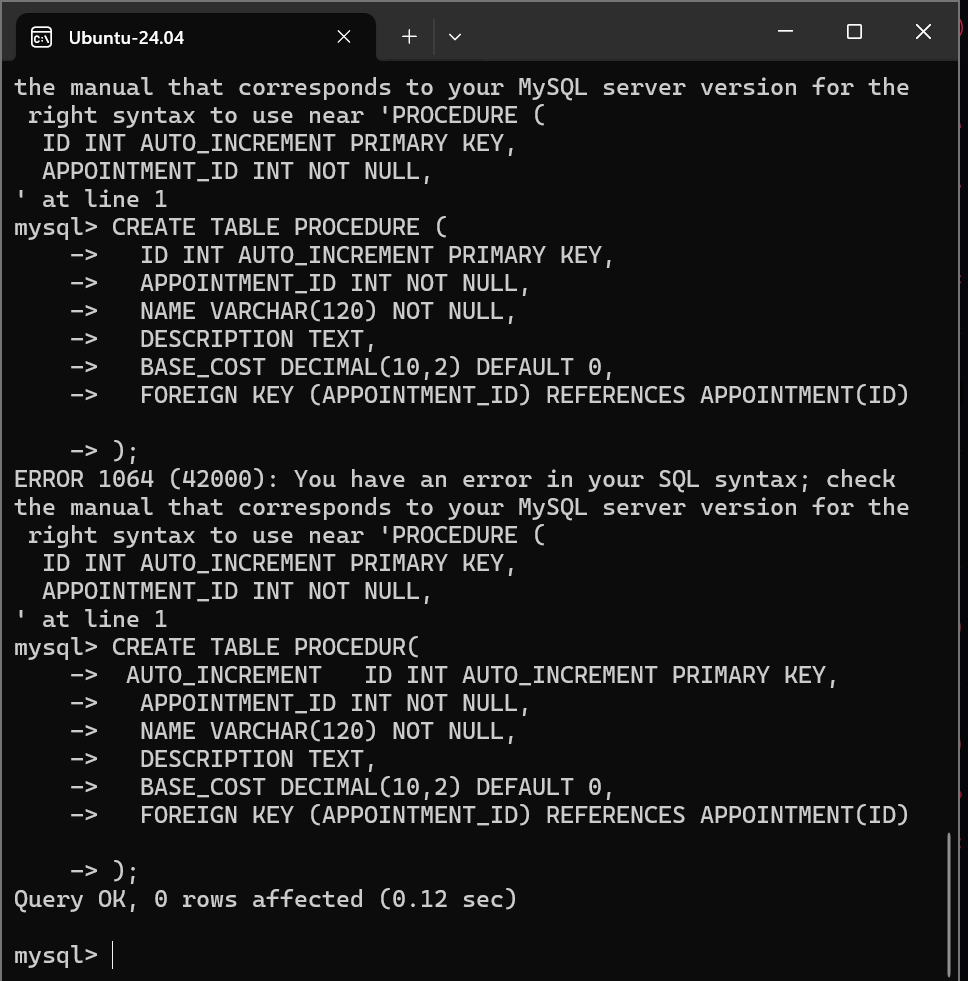 Ubuntu-24.04
the manual that corresponds to your MySQL server version for the
 right syntax to use near 'PROCEDURE (
  ID INT AUTO_INCREMENT PRIMARY KEY,
  APPOINTMENT_ID INT NOT NULL,
' at line 1
mysql> CREATE TABLE PROCEDURE (
    ->   ID INT AUTO_INCREMENT PRIMARY KEY,
    ->   APPOINTMENT_ID INT NOT NULL,
    ->   NAME VARCHAR(120) NOT NULL,
    ->   DESCRIPTION TEXT,
    ->   BASE_COST DECIMAL(10,2) DEFAULT 0,
    ->   FOREIGN KEY (APPOINTMENT_ID) REFERENCES APPOINTMENT(ID)
    -> );
ERROR 1064 (42000): You have an error in your SQL syntax; check
the manual that corresponds to your MySQL server version for the
 right syntax to use near 'PROCEDURE (
  ID INT AUTO_INCREMENT PRIMARY KEY,
  APPOINTMENT_ID INT NOT NULL,
' at line 1
mysql> CREATE TABLE PROCEDUR(
    ->  AUTO_INCREMENT   ID INT AUTO_INCREMENT PRIMARY KEY,
    ->   APPOINTMENT_ID INT NOT NULL,
    ->   NAME VARCHAR(120) NOT NULL,
    ->   DESCRIPTION TEXT,
    ->   BASE_COST DECIMAL(10,2) DEFAULT 0,
    ->   FOREIGN KEY (APPOINTMENT_ID) REFERENCES APPOINTMENT(ID)
    -> );
Query OK, 0 rows affected (0.12 sec)
mysql>